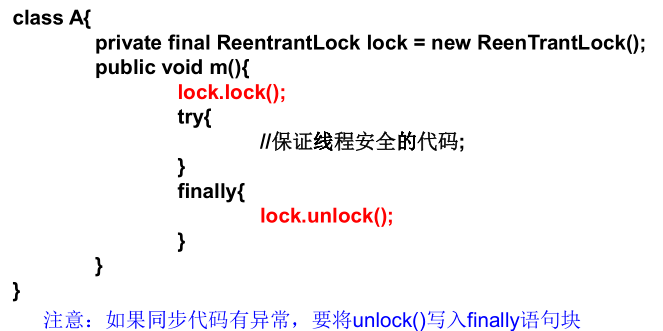 class A{
private final ReentrantLock lock = new ReenTrantLock();
public void m(){
lock.lock();
try{
//保证线程安全的代码;
}
finally{
lock.unlock();
}
}
}
注意：如果同步代码有异常，要将unlock()写入finally语句块